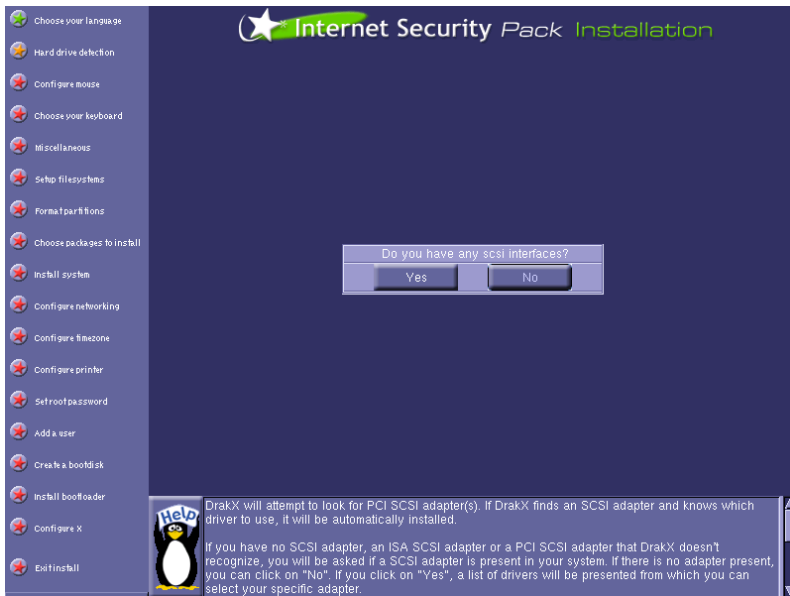 Choose your language
Hard drive detection
Configure mouse
Choose your keyboard
Miscellaneous
Setup filesystems
Format partitions
Choose packages to install
Install system
Configure networking
Configure timezone
Configure printer
Set root password
Add a user
Create a bootdisk
Install bootloader
Configure X
Exit install
Internet Security Pack Installation
Do you have any scsi interfaces?
Yes No
Help
DrakX will attempt to look for PCI SCSI adapter(s). If DrakX finds an SCSI adapter and knows which
driver to use, it will be automatically installed.
If you have no SCSI adapter, an ISA SCSI adapter or a PCI SCSI adapter that DrakX doesn't
recognize, you will be asked if a SCSI adapter is present in your system. If there is no adapter present,
you can click on "No". If you click on "Yes", a list of drivers will be presented from which you can
select your specific adapter.